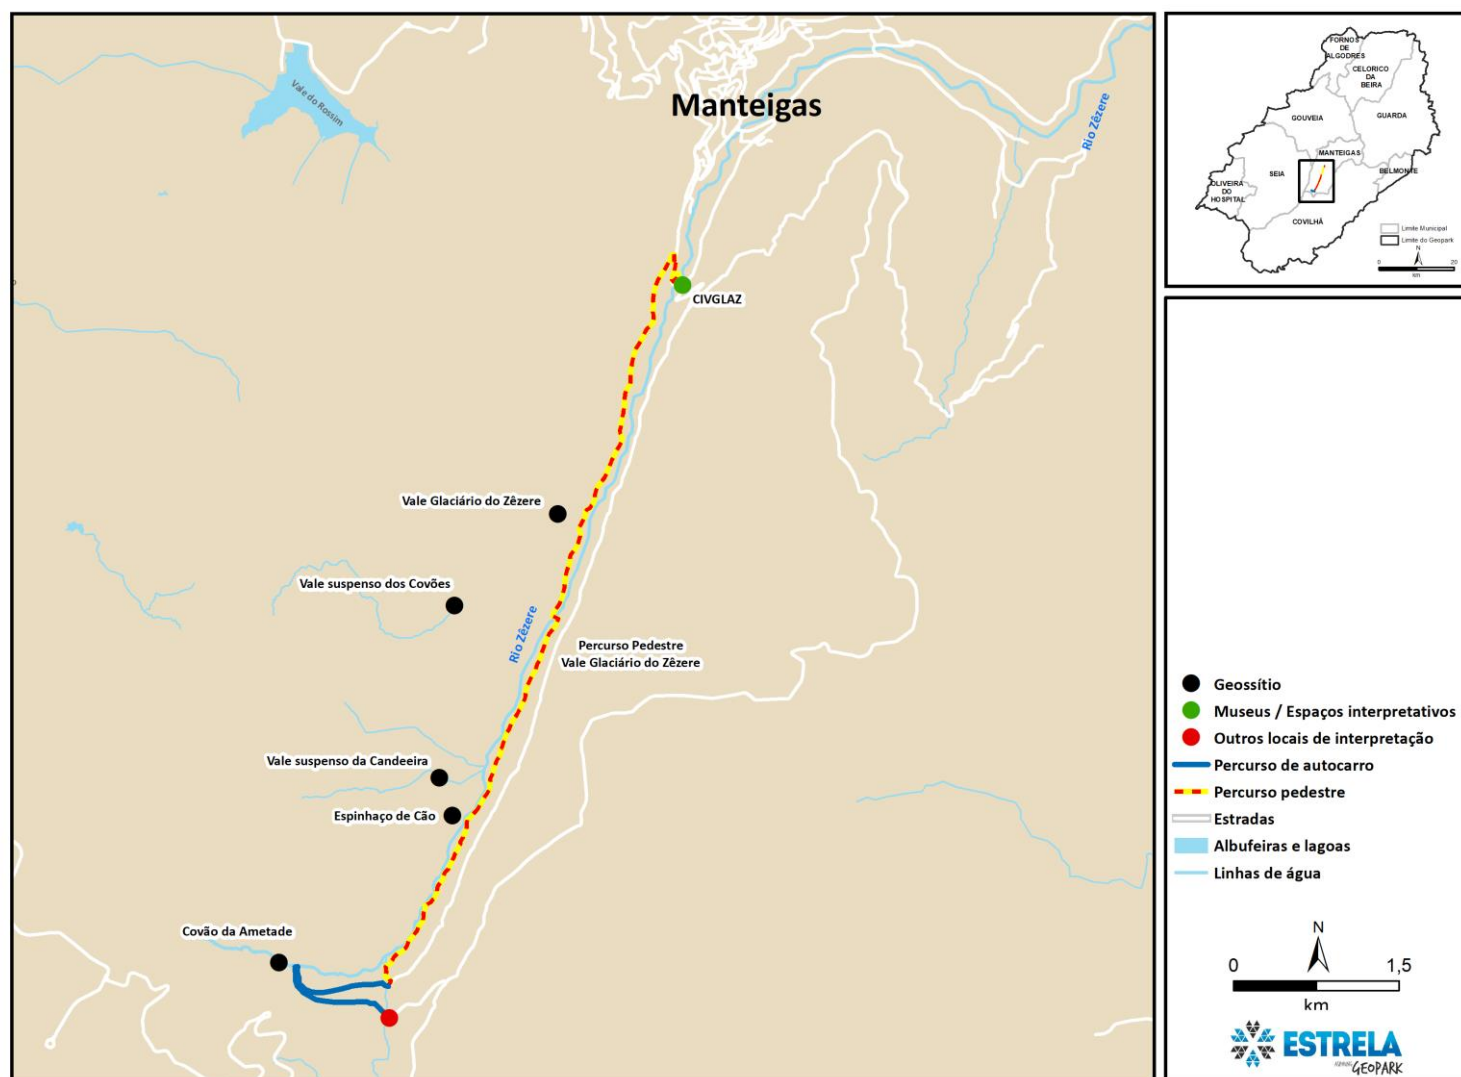 Vale do Rossim
Manteigas
Rio Zêzere
CIVGLAZ
Vale Glaciário do Zêzere
Vale suspenso dos Covões
Rio Zêzere
Percurso Pedestre
Vale Glaciário do Zêzere
Vale suspenso da Candeeira
Espinhaço de Cão
Covão da Ametade
FORNOS
DE
ALGODRES
CELORICO
DA
BEIRA
GOUVEIA
GUARDA
MANTEIGAS
SEIA
BELMONTE
OLIVEIRA
DO
HOSPITAL
COVILHÃ
Limite Municipal
Limite do Geopark
N
0 20
km
Geossítio
Museus / Espaços interpretativos
Outros locais de interpretação
Percurso de autocarro
Percurso pedestre
Estradas
Albufeiras e lagoas
Linhas de água
N
0 1,5
km
ESTRELA
GEOPARK